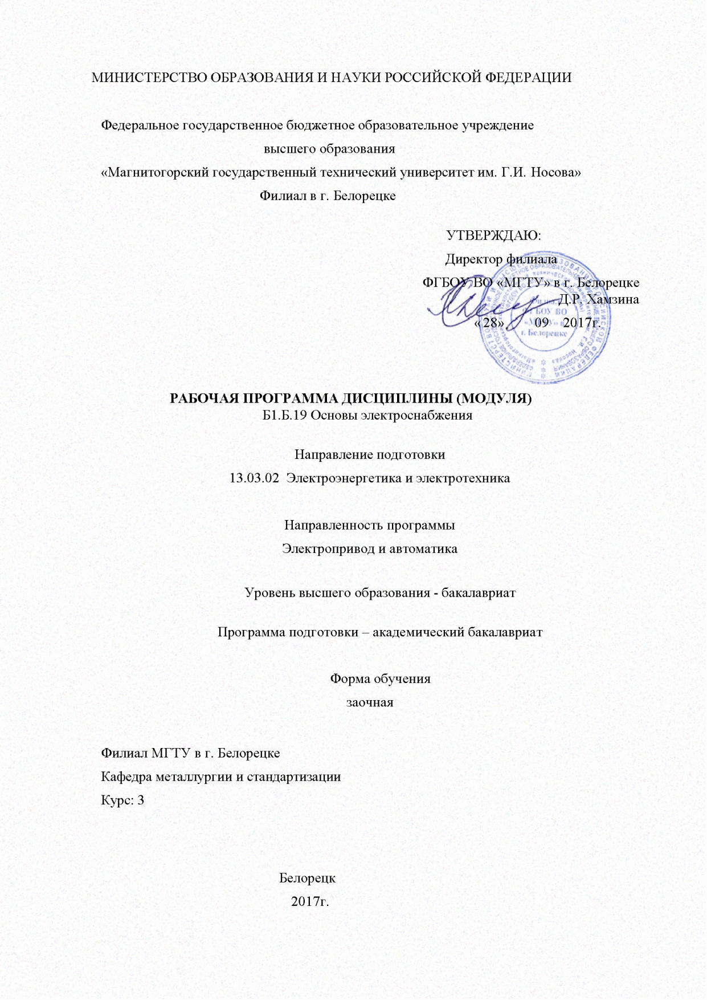 МИНИСТЕРСТВО ОБРАЗОВАНИЯ И НАУКИ РОССИЙСКОЙ ФЕДЕРАЦИИ
Федеральное государственное бюджетное образовательное учреждение
высшего образования
«Магнитогорский государственный технический университет им. Г.И. Носова»
Филиал в г. Белорецке
УТВЕРЖДАЮ:
Директор филиала
ФГБОУ ВО «МГТУ» в г. Белорецке
Д.Р. Хамзина
« 28» 09 2017г.
Филиал
ФГБОУ ВО
«МГТУ» в
г. Белорецке
РАБОЧАЯ ПРОГРАММА ДИСЦИПЛИНЫ (МОДУЛЯ)
Б1.Б.19 Основы электроснабжения
Направление подготовки
13.03.02 Электроэнергетика и электротехника
Направленность программы
Электропривод и автоматика
Уровень высшего образования - бакалавриат
Программа подготовки – академический бакалавриат
Форма обучения
заочная
Филиал МГТУ в г. Белорецке
Кафедра металлургии и стандартизации
Курс: 3
Белорецк
2017г.